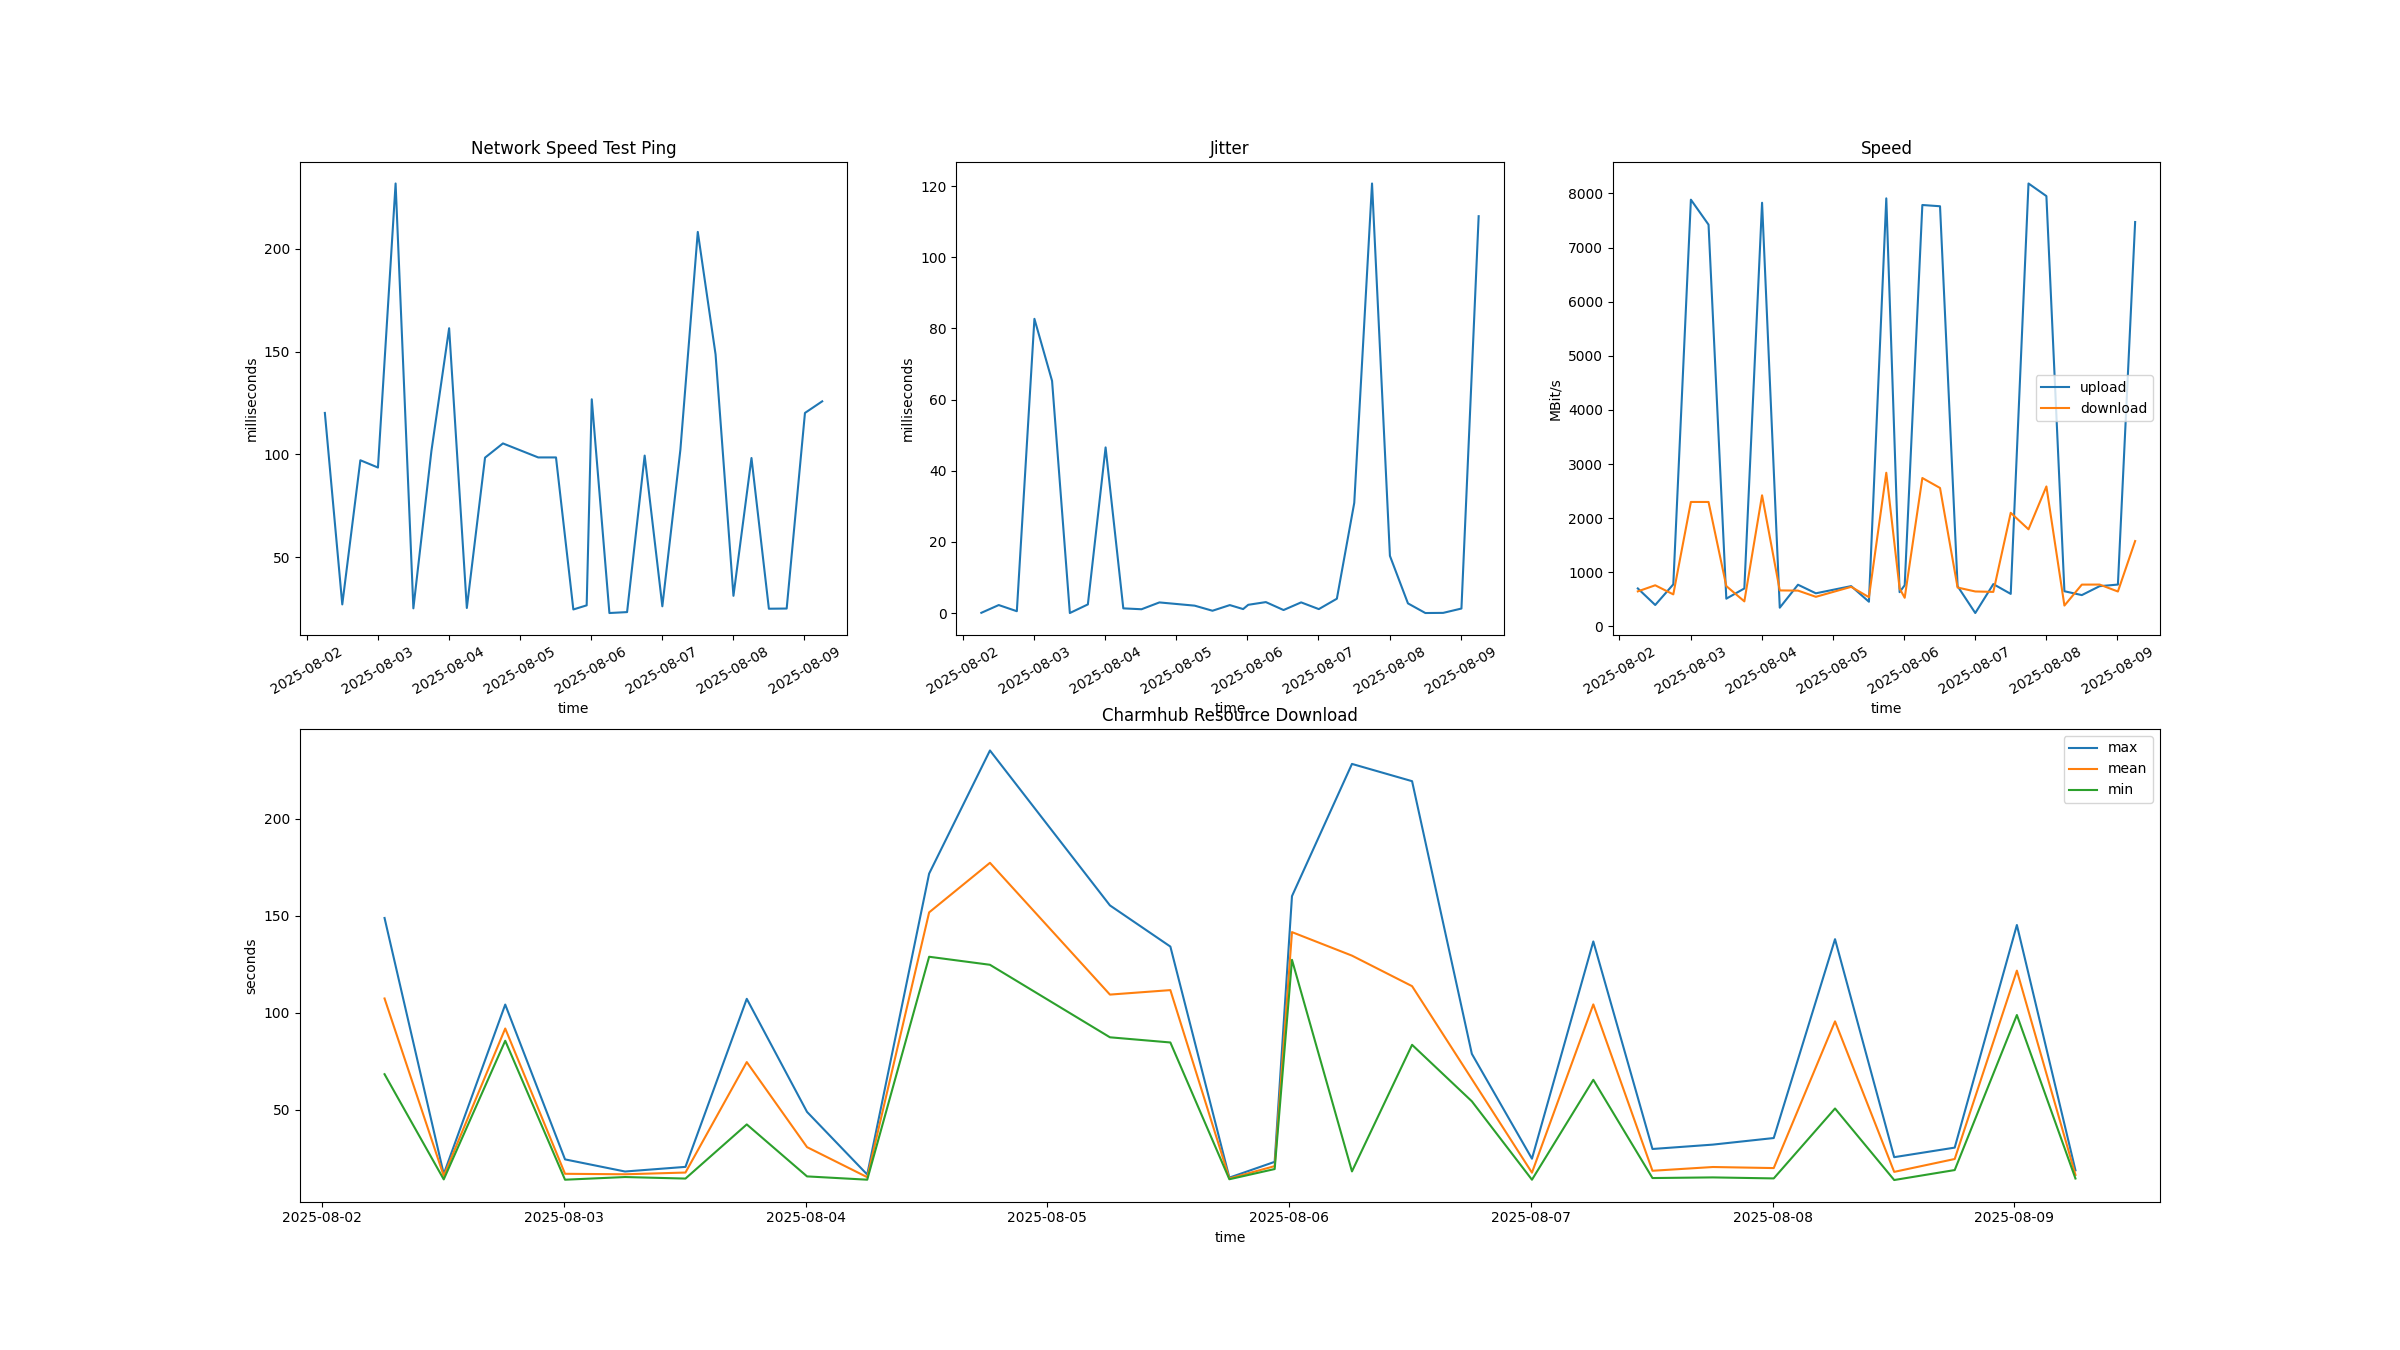 Network Speed Test Ping
milliseconds
200
150
100
50
2025-08-02 2025-08-03 2025-08-04 2025-08-05 2025-08-06 2025-08-07 2025-08-08 2025-08-09
time
Jitter
milliseconds
120
100
80
60
40
20
0
2025-08-02 2025-08-03 2025-08-04 2025-08-05 2025-08-06 2025-08-07 2025-08-08 2025-08-09
time
Speed
MBit/s
8000
7000
6000
5000
4000
3000
2000
1000
0
upload
download
2025-08-02 2025-08-03 2025-08-04 2025-08-05 2025-08-06 2025-08-07 2025-08-08 2025-08-09
time
Charmhub Resource Download
seconds
200
150
100
50
max
mean
min
2025-08-02 2025-08-03 2025-08-04 2025-08-05 2025-08-06 2025-08-07 2025-08-08 2025-08-09
time